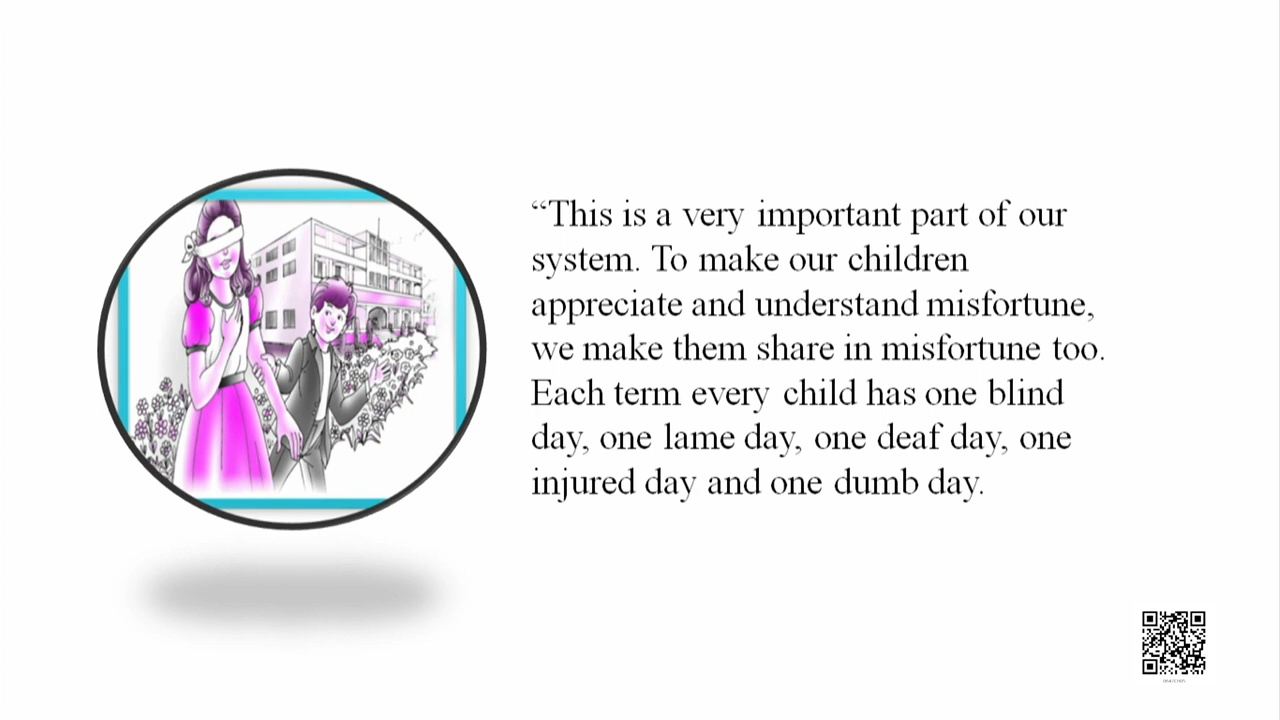 “This is a very important part of our
system. To make our children
appreciate and understand misfortune,
we make them share in misfortune too.
Each term every child has one blind
day, one lame day, one deaf day, one
injured day and one dumb day.